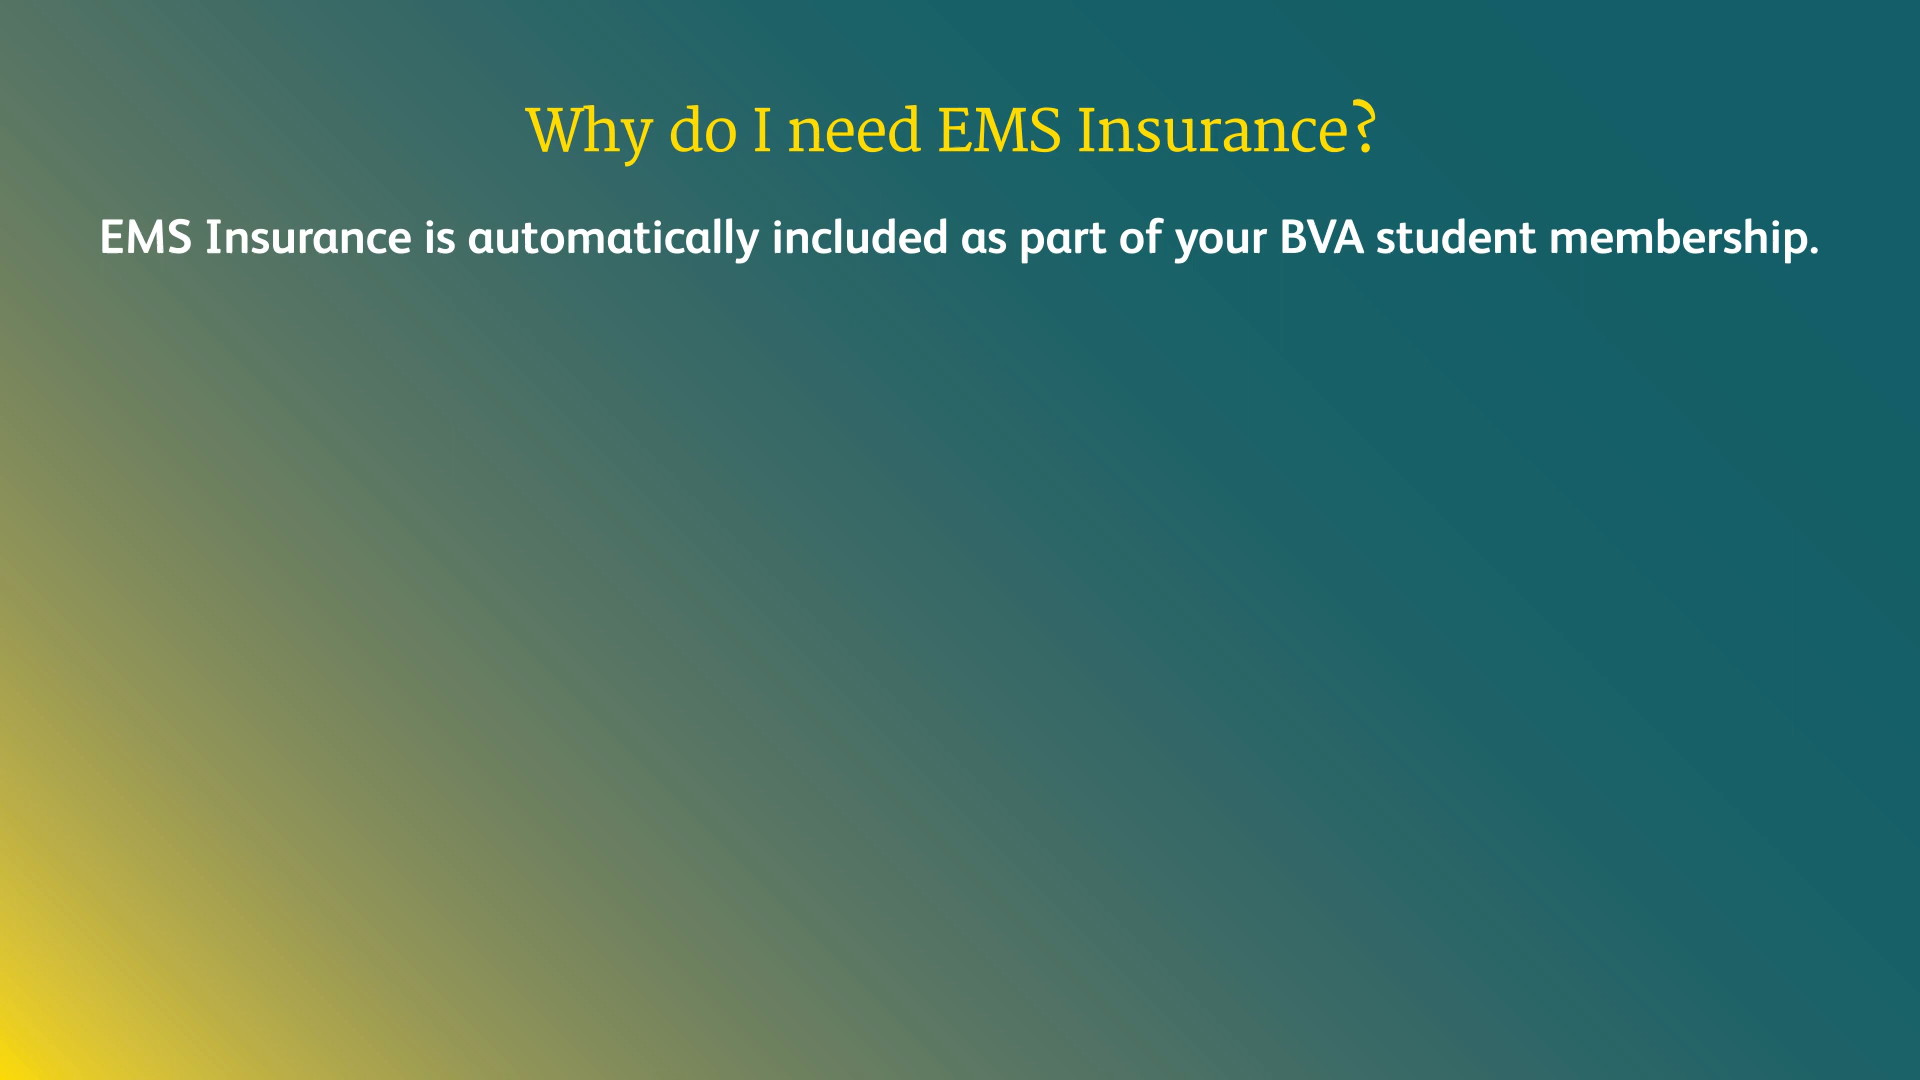 Why do I need EMS Insurance?
EMS Insurance is automatically included as part of your BVA student membership.